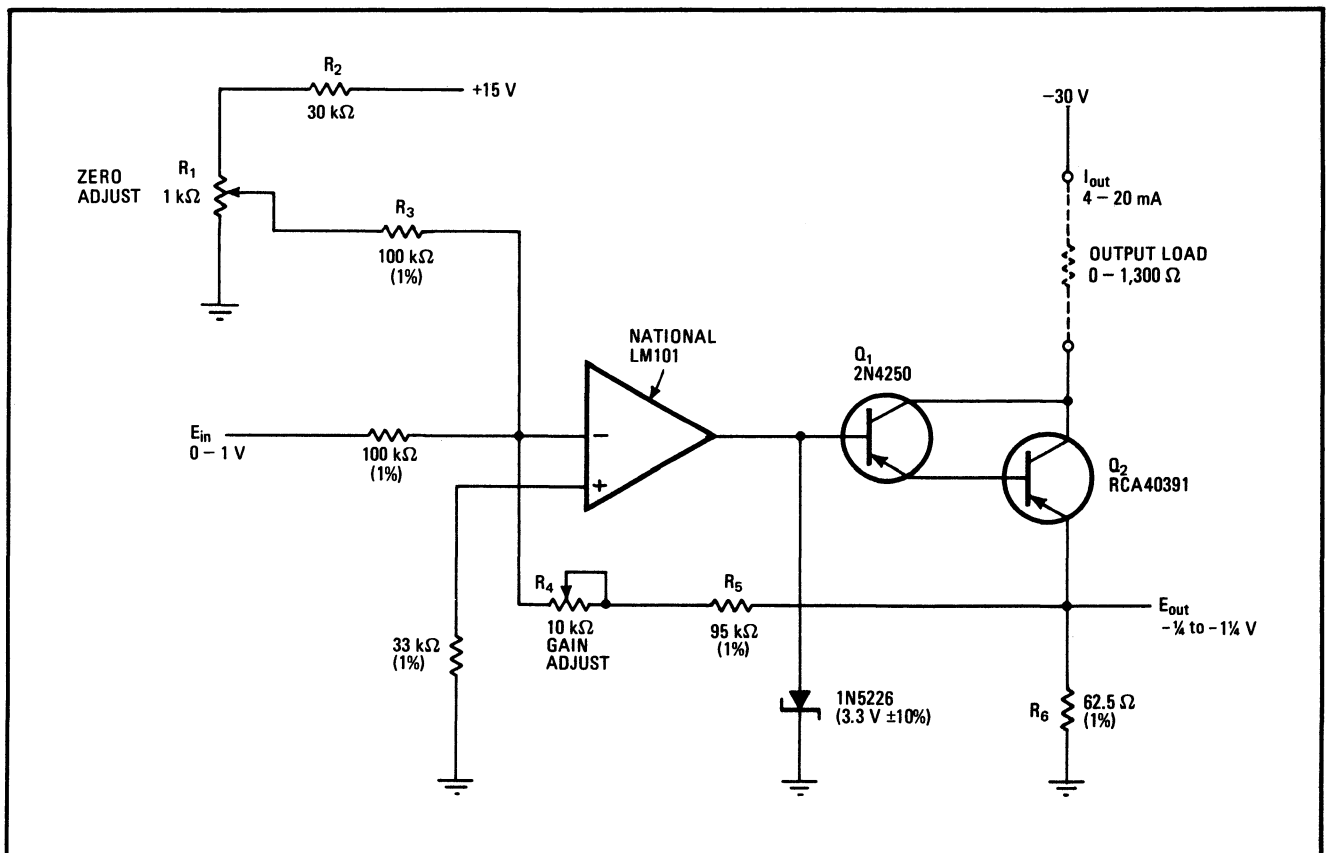 R2
30 kΩ
+15 V
ZERO
ADJUST
R1
1 kΩ
R3
100 kΩ
(1%)
−30 V
Iout
4 − 20 mA
OUTPUT LOAD
0 − 1,300 Ω
NATIONAL
LM101
Q1
2N4250
Ein
0 − 1 V
100 kΩ
(1%)
−
+
Q2
RCA40391
R4
10 kΩ
GAIN
ADJUST
R5
95 kΩ
(1%)
Eout
−¼ to −1¼ V
33 kΩ
(1%)
1N5226
(3.3 V ±10%)
R6
62.5 Ω
(1%)